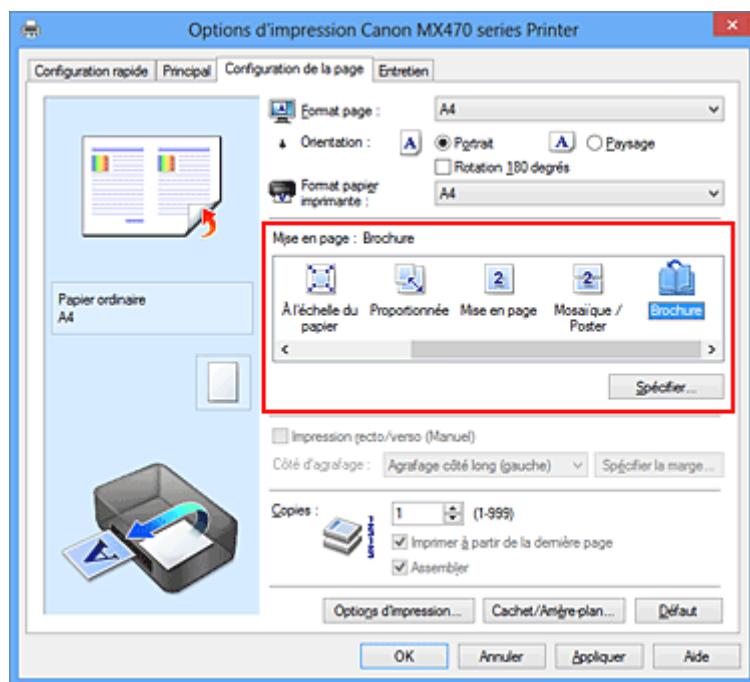 Options d'impression Canon MX470 series Printer
Configuration rapide Principal Configuration de la page Entretien
Format page : A4
Orientation : A Portrait A Paysage
Rotation 180 degrés
Format papier
imprimante : A4
Mise en page : Brochure
À l'échelle du
papier
Proportionnée
Mise en page
Mosaïque /
Poster
Brochure
Papier ordinaire
A4
Spécifier...
Impression recto/verso (Manuel)
Côté d'agrafage : Agrafage côté long (gauche) Spécifier la marge...
Copies : 1 (1-999)
Imprimer à partir de la dernière page
Assembler
Options d'impression... Cachet/Arrière-plan... Défaut
OK Annuler Appliquer Aide